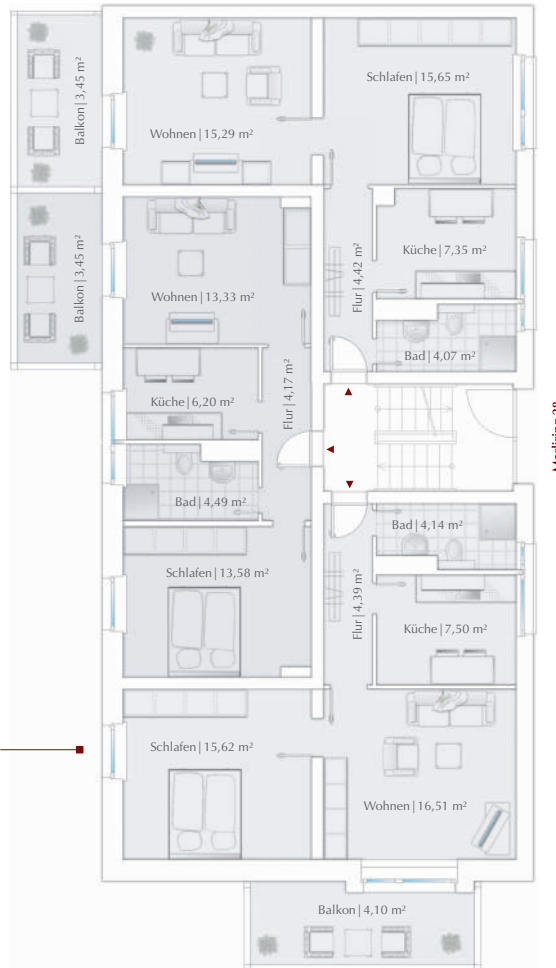 Balkon | 3,45 m²
Wohnen | 15,29 m²
Schlafen | 15,65 m²
Balkon | 3,45 m²
Wohnen | 13,33 m²
Flur | 4,42 m²
Küche | 7,35 m²
Bad | 4,07 m²
Küche | 6,20 m²
Flur | 4,17 m²
Bad | 4,49 m²
Schlafen | 13,58 m²
Bad | 4,14 m²
Flur | 4,39 m²
Küche | 7,50 m²
Schlafen | 15,62 m²
Wohnen | 16,51 m²
Balkon | 4,10 m²